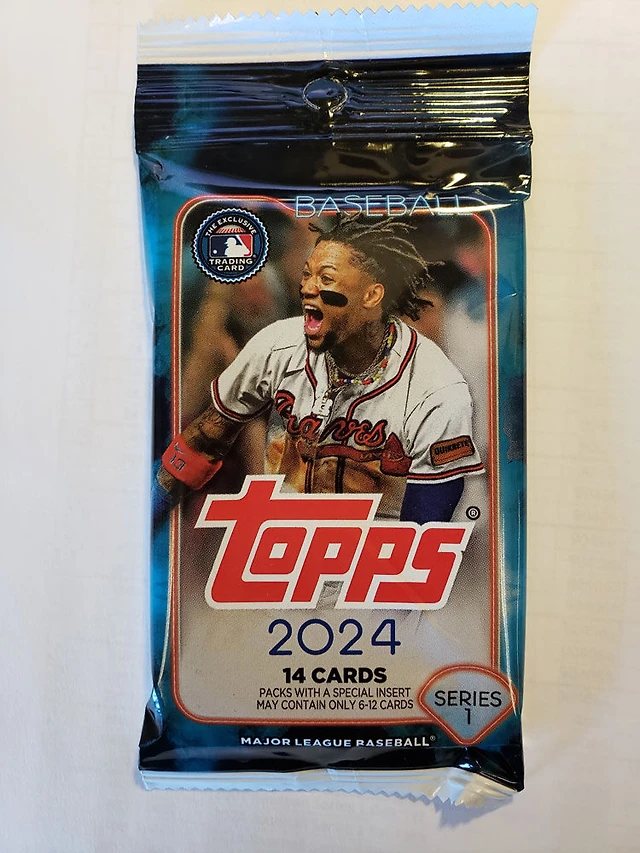 BASEBALL
THE EXCLUSIVE
TRADING
CARD
Braves
QUIKRETE
Topps®
2024
14 CARDS
PACKS WITH A SPECIAL INSERT
MAY CONTAIN ONLY 6-12 CARDS
SERIES
1
MAJOR LEAGUE BASEBALL®